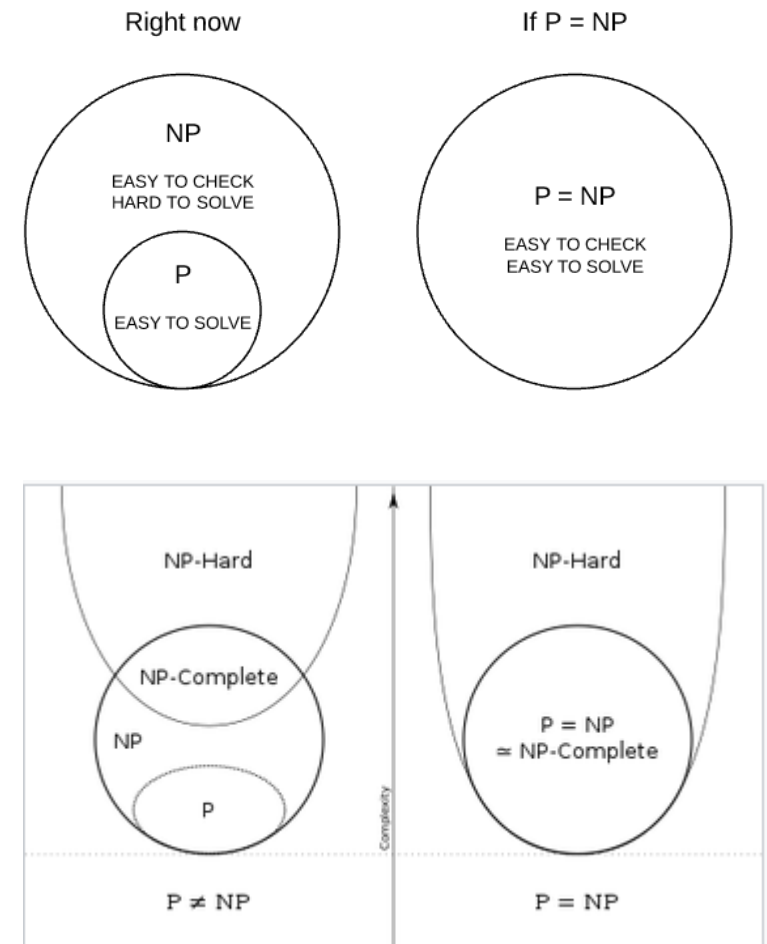 Right now
If P = NP
NP
EASY TO CHECK
HARD TO SOLVE
P
EASY TO SOLVE
P = NP
EASY TO CHECK
EASY TO SOLVE
NP-Hard
NP-Complete
NP
P
P ≠ NP
Complexity
NP-Hard
P = NP
≃ NP-Complete
P = NP